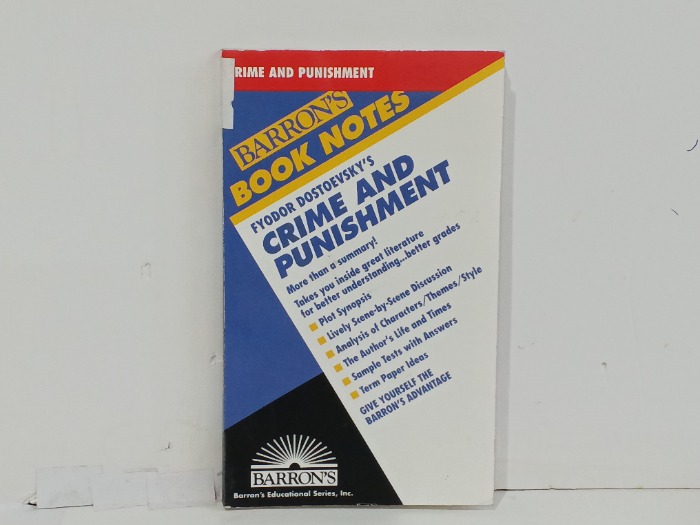 RIME AND PUNISHMENT
BARRON'S
BOOK NOTES
FYODOR DOSTOEVSKY'S
CRIME AND
PUNISHMENT
More than a summary!
Takes you inside great literature
for better understanding...better grades
Plot Synopsis
Lively Scene-by-Scene Discussion
Analysis of Characters/Themes/Style
The Author's Life and Times
Sample Tests with Answers
Term Paper Ideas
GIVE YOURSELF THE
BARRON'S ADVANTAGE
BARRON'S
Barron's Educational Series, Inc.